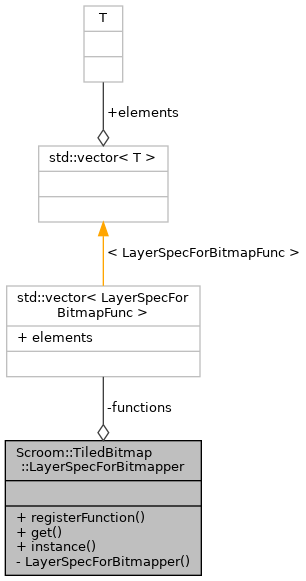 T
+elements
std::vector< T >
< LayerSpecForBitmapFunc >
std::vector< LayerSpecFor
BitmapFunc >
+ elements
-functions
Scroom::TiledBitmap
::LayerSpecForBitmapper
+ registerFunction()
+ get()
+ instance()
- LayerSpecForBitmapper()